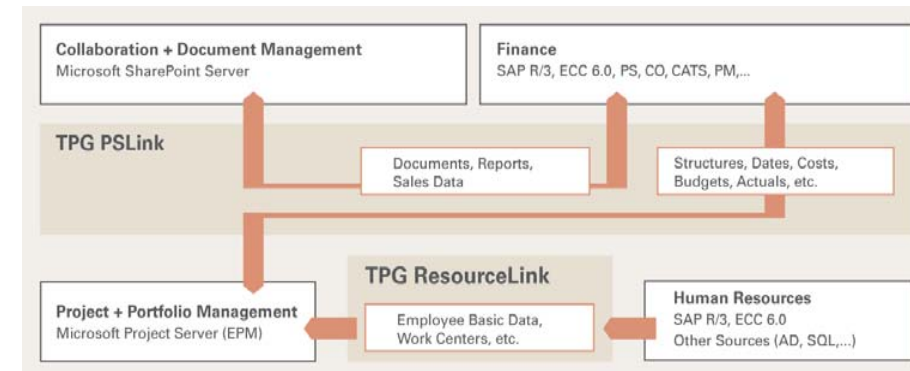 Collaboration + Document Management
Microsoft SharePoint Server
Finance
SAP R/3, ECC 6.0, PS, CO, CATS, PM,...
TPG PSLink
Documents, Reports,
Sales Data
Structures, Dates, Costs,
Budgets, Actuals, etc.
Project + Portfolio Management
Microsoft Project Server (EPM)
TPG ResourceLink
Employee Basic Data,
Work Centers, etc.
Human Resources
SAP R/3, ECC 6.0
Other Sources (AD, SQL,...)